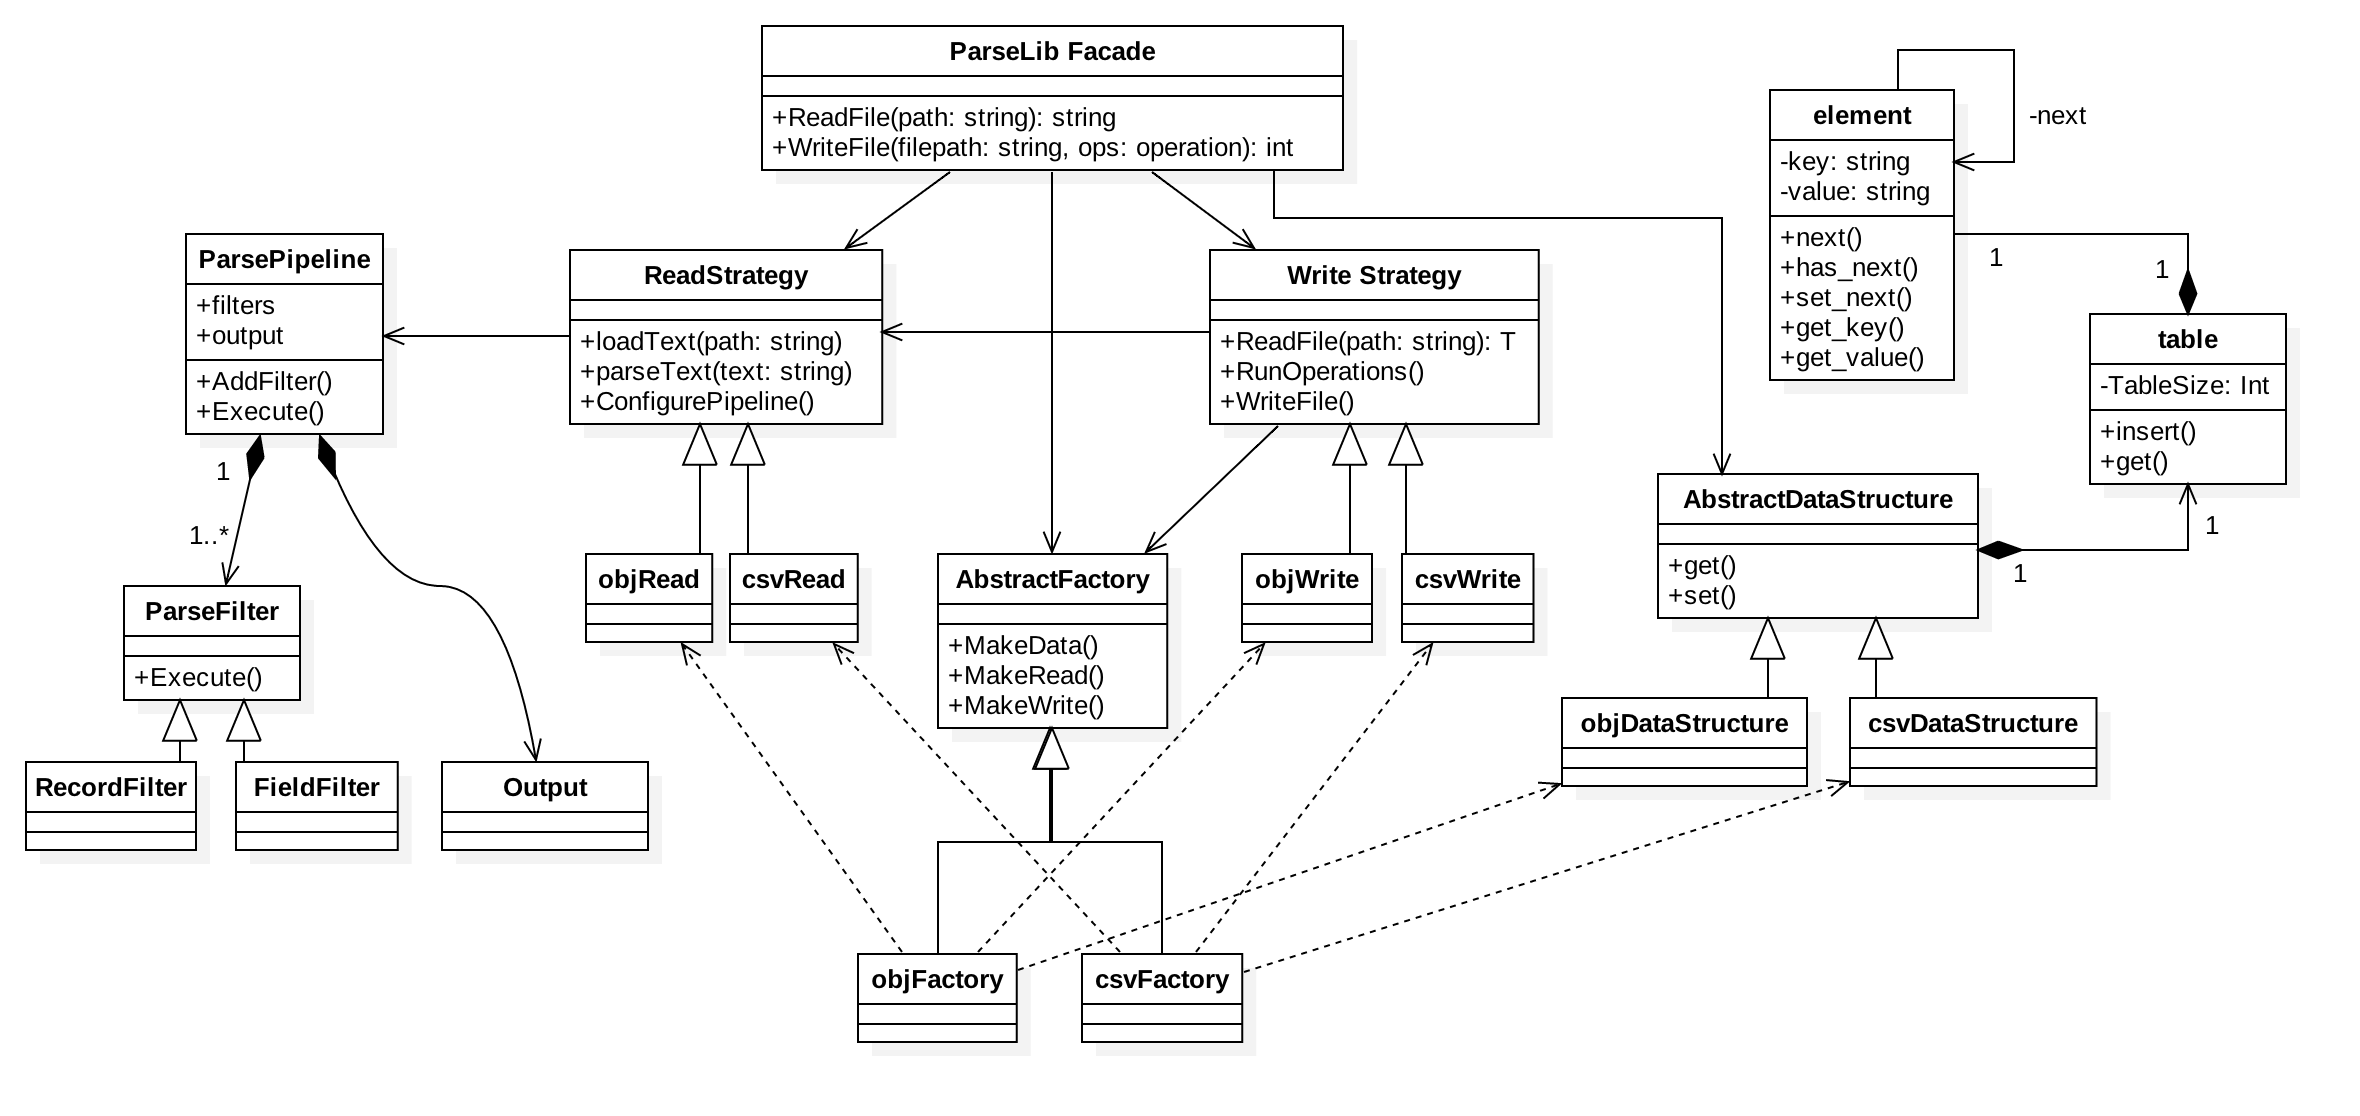 ParseLib Facade
+ReadFile(path: string): string
+WriteFile(filepath: string, ops: operation): int
element
-key: string
-value: string
+next()
+has_next()
+set_next()
+get_key()
+get_value()
-next
1
1
table
-TableSize: Int
+insert()
+get()
1
1
ParsePipeline
+filters
+output
+AddFilter()
+Execute()
1
1..*
ReadStrategy
+loadText(path: string)
+parseText(text: string)
+ConfigurePipeline()
Write Strategy
+ReadFile(path: string): T
+RunOperations()
+WriteFile()
AbstractDataStructure
+get()
+set()
ParseFilter
+Execute()
objRead
csvRead
AbstractFactory
+MakeData()
+MakeRead()
+MakeWrite()
objWrite
csvWrite
objDataStructure
csvDataStructure
RecordFilter
FieldFilter
Output
objFactory
csvFactory